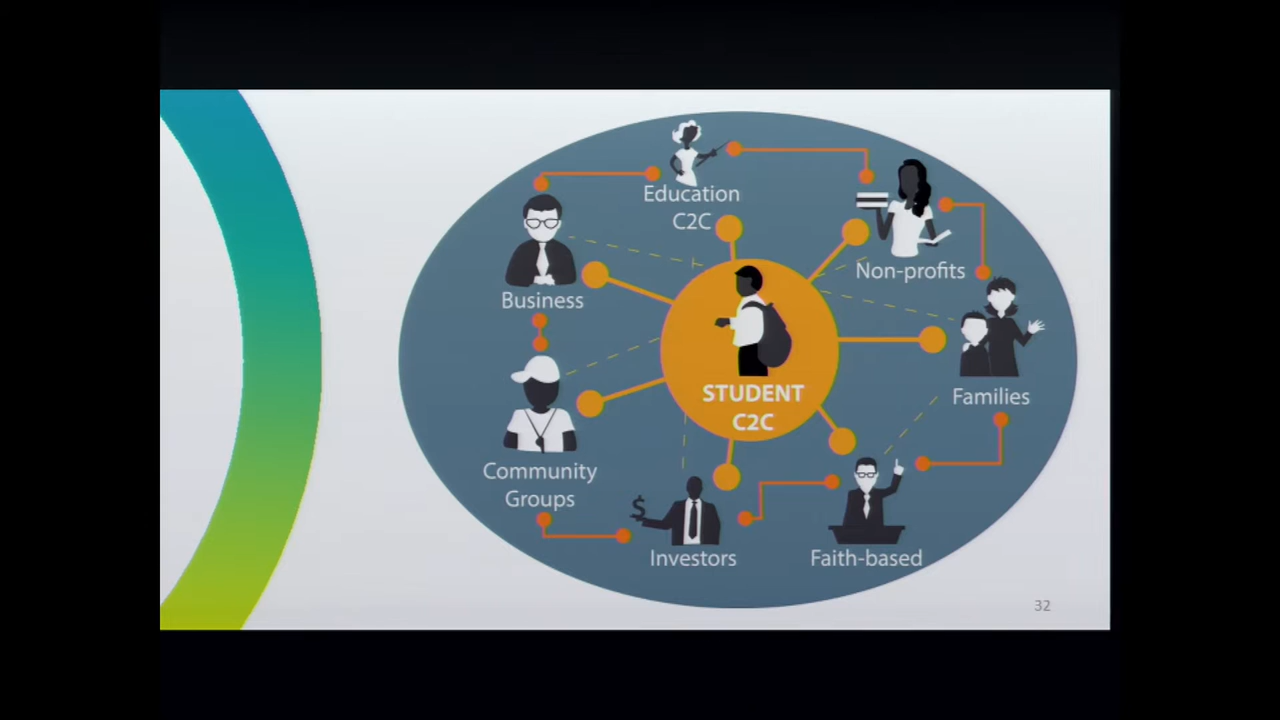 Education
C2C
Non-profits
Business
Families
STUDENT
C2C
Community
Groups
$
Investors
Faith-based
32